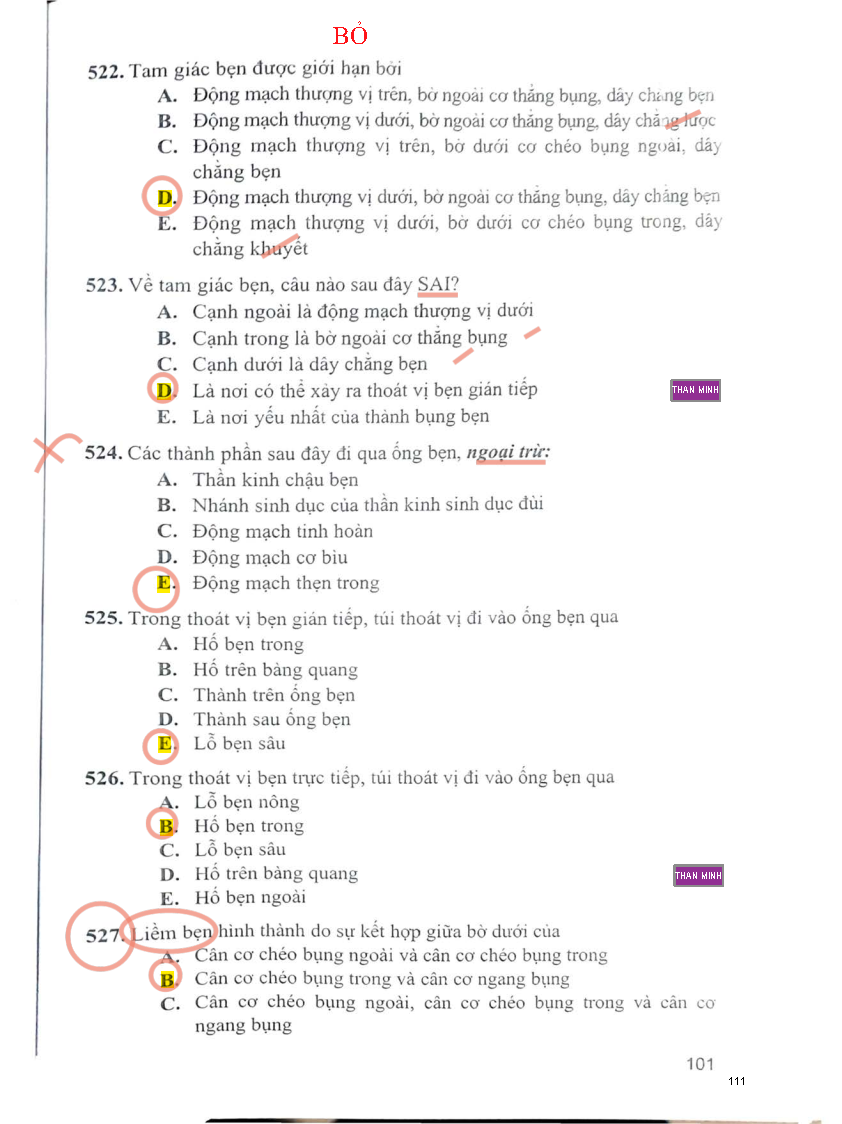 BỎ
522. Tam giác bẹn được giới hạn bởi
A. Động mạch thượng vị trên, bờ ngoài cơ thẳng bụng, dây chằng bẹn
B. Động mạch thượng vị dưới, bờ ngoài cơ thẳng bụng, dây chằng lược
C. Động mạch thượng vị trên, bờ dưới cơ chéo bụng ngoài, dây
chằng bẹn
D. Động mạch thượng vị dưới, bờ ngoài cơ thẳng bụng, dây chằng bẹn
E. Động mạch thượng vị dưới, bờ dưới cơ chéo bụng trong, dây
chằng khuyết
523. Về tam giác bẹn, câu nào sau đây SAI?
A. Cạnh ngoài là động mạch thượng vị dưới
B. Cạnh trong là bờ ngoài cơ thẳng bụng
C. Cạnh dưới là dây chằng bẹn
D. Là nơi có thể xảy ra thoát vị bẹn gián tiếp
THAN MINH
E. Là nơi yếu nhất của thành bụng bẹn
524. Các thành phần sau đây đi qua ống bẹn, ngoại trừ:
A. Thần kinh chậu bẹn
B. Nhánh sinh dục của thần kinh sinh dục đùi
C. Động mạch tinh hoàn
D. Động mạch cơ bìu
E. Động mạch thẹn trong
525. Trong thoát vị bẹn gián tiếp, túi thoát vị đi vào ống bẹn qua
A. Hố bẹn trong
B. Hố trên bàng quang
C. Thành trên ống bẹn
D. Thành sau ống bẹn
E. Lỗ bẹn sâu
526. Trong thoát vị bẹn trực tiếp, túi thoát vị đi vào ống bẹn qua
A. Lỗ bẹn nông
B. Hố bẹn trong
C. Lỗ bẹn sâu
D. Hố trên bàng quang
THAN MINH
E. Hố bẹn ngoài
527. Liềm bẹn hình thành do sự kết hợp giữa bờ dưới của
A. Cân cơ chéo bụng ngoài và cân cơ chéo bụng trong
B. Cân cơ chéo bụng trong và cân cơ ngang bụng
C. Cân cơ chéo bụng ngoài, cân cơ chéo bụng trong và cân cơ
ngang bụng
101
111